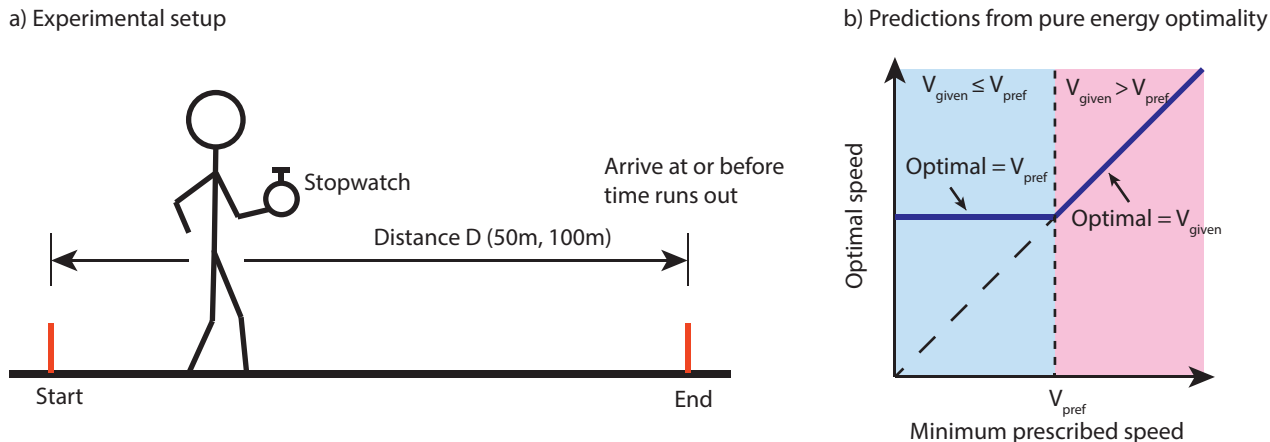 a) Experimental setup
Stopwatch
Arrive at or before
time runs out
Distance D (50m, 100m)
Start
End
b) Predictions from pure energy optimality
V_given ≤ V_pref
V_given > V_pref
Optimal = V_pref
Optimal = V_given
Optimal speed
V_pref
Minimum prescribed speed